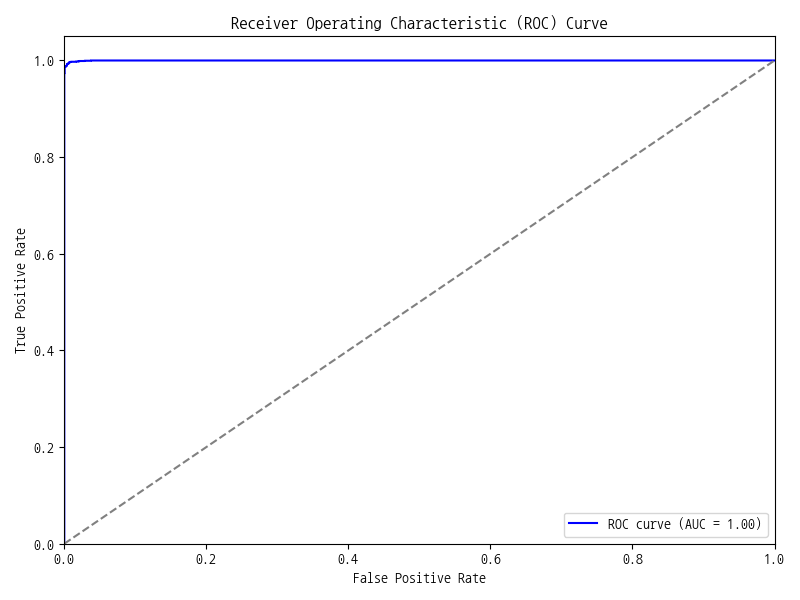 Receiver Operating Characteristic (ROC) Curve
1.0
0.8
0.6
0.4
0.2
0.0
True Positive Rate
ROC curve (AUC = 1.00)
0.0 0.2 0.4 0.6 0.8 1.0
False Positive Rate